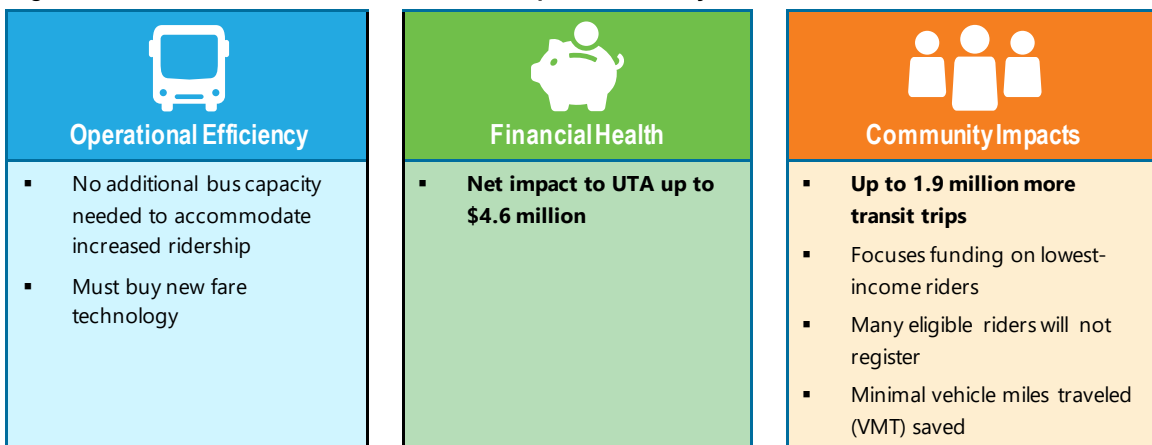 Operational Efficiency
▪ No additional bus capacity
needed to accommodate
increased ridership
▪ Must buy new fare
technology
Financial Health
▪ Net impact to UTA up to
$4.6 million
Community Impacts
▪ Up to 1.9 million more
transit trips
▪ Focuses funding on lowest-
income riders
▪ Many eligible riders will not
register
▪ Minimal vehicle miles traveled
(VMT) saved